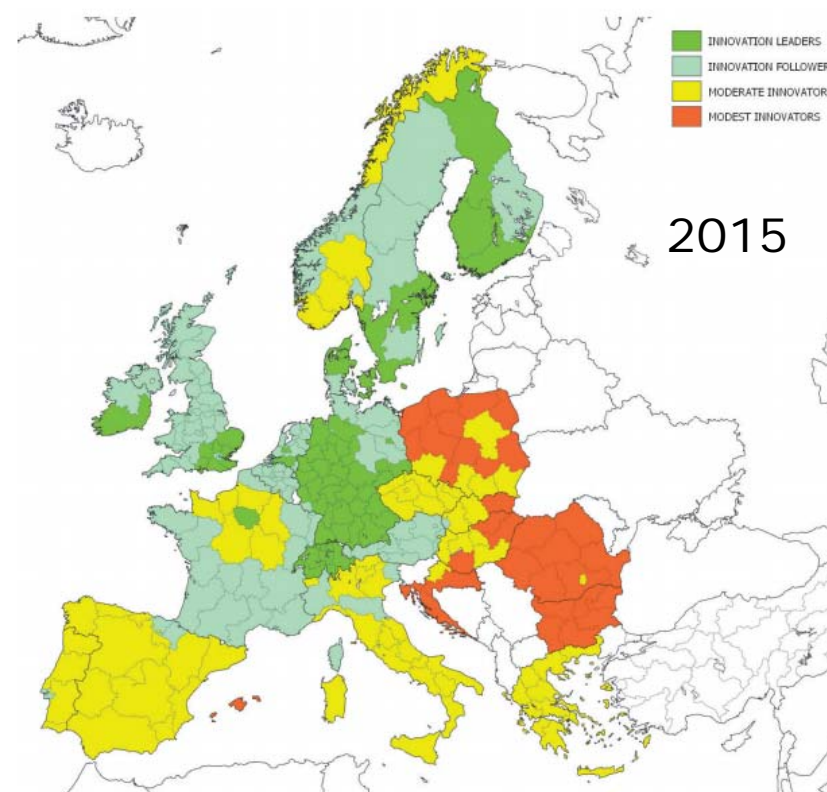 INNOVATION LEADERS
INNOVATION FOLLOWER
MODERATE INNOVATOR
MODEST INNOVATORS
2015